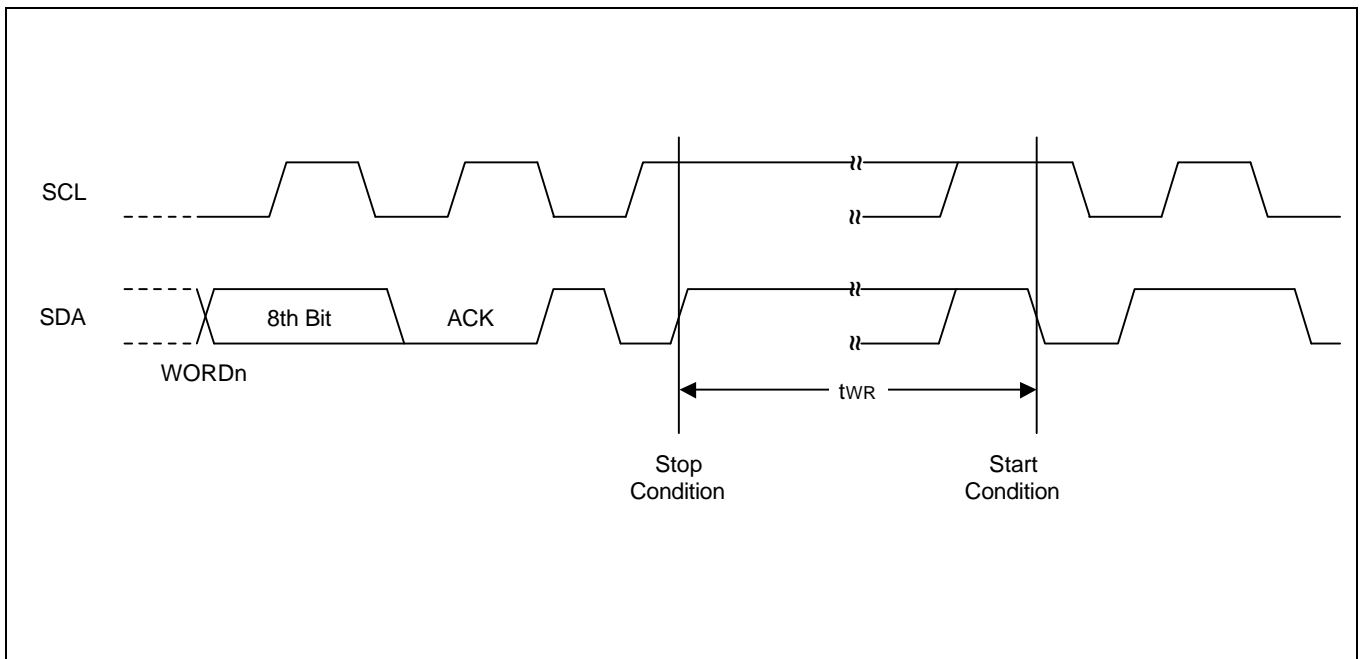 SCL
SDA
8th Bit
ACK
WORDn
tWR
Stop
Condition
Start
Condition